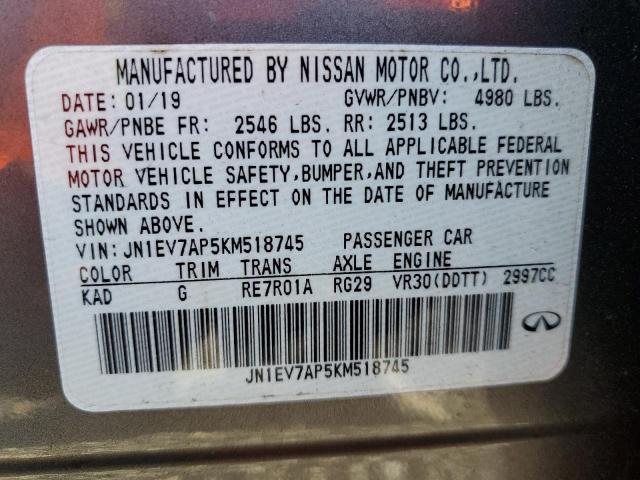 MANUFACTURED BY NISSAN MOTOR CO.,LTD.
DATE: 01/19 GVWR/PNBV: 4980 LBS.
GAWR/PNBE FR: 2546 LBS. RR: 2513 LBS.
THIS VEHICLE CONFORMS TO ALL APPLICABLE FEDERAL
MOTOR VEHICLE SAFETY,BUMPER,AND THEFT PREVENTION
STANDARDS IN EFFECT ON THE DATE OF MANUFACTURE
SHOWN ABOVE.
VIN: JN1EV7AP5KM518745 PASSENGER CAR
COLOR TRIM TRANS AXLE ENGINE
KAD G RE7R01A RG29 VR30(DDTT) 2997CC
JN1EV7AP5KM518745